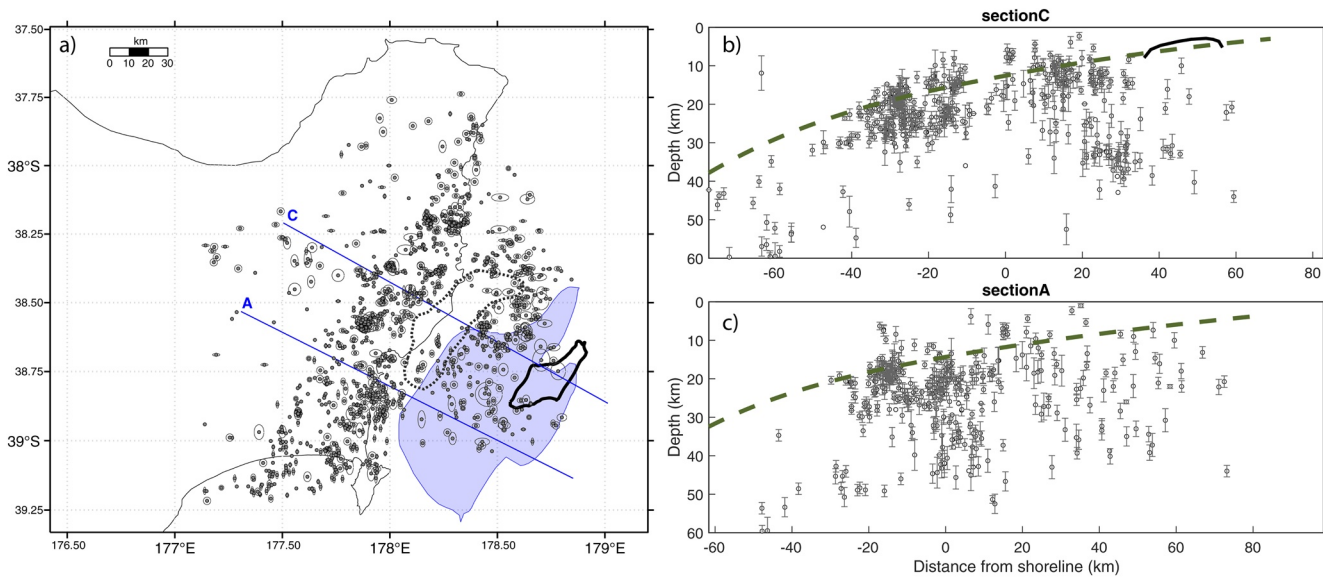 a)
km
0 10 20 30
37.50
37.75
38°S
38.25
38.50
38.75
39°S
39.25
176.50
177°E
177.50
178°E
178.50
179°E
C
A
b)
sectionC
0
10
20
30
40
50
60
Depth (km)
-60 -40 -20 0 20 40 60 80
c)
sectionA
0
10
20
30
40
50
60
Depth (km)
-60 -40 -20 0 20 40 60 80
Distance from shoreline (km)